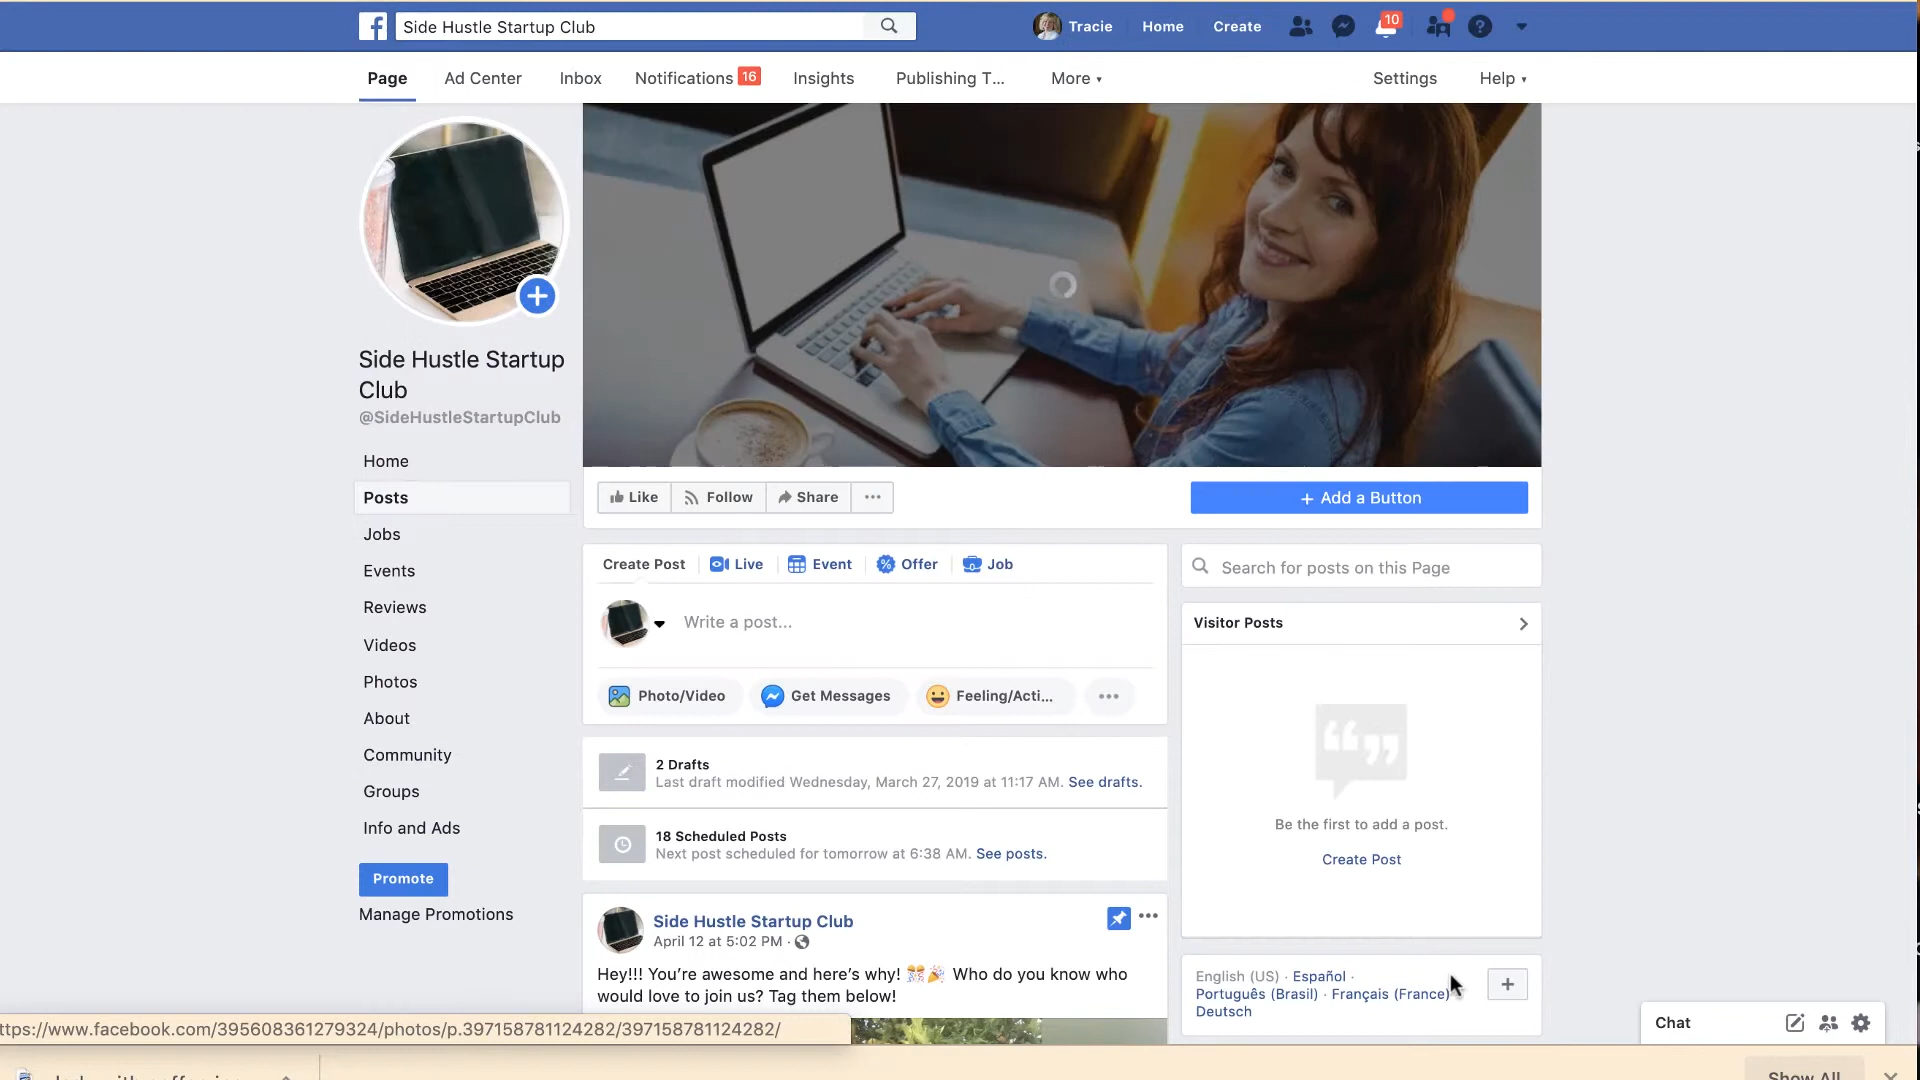 Side Hustle Startup Club
Tracie
Home
Create
10
Page
Ad Center
Inbox
Notifications 16
Insights
Publishing T...
More
Settings
Help
Side Hustle Startup
Club
@SideHustleStartupClub
Home
Posts
Jobs
Events
Reviews
Videos
Photos
About
Community
Groups
Info and Ads
Promote
Manage Promotions
Like
Follow
Share
+ Add a Button
Create Post
Live
Event
Offer
Job
Write a post...
Photo/Video
Get Messages
Feeling/Acti...
2 Drafts
Last draft modified Wednesday, March 27, 2019 at 11:17 AM. See drafts.
18 Scheduled Posts
Next post scheduled for tomorrow at 6:38 AM. See posts.
Side Hustle Startup Club
April 12 at 5:02 PM ·
Hey!!! You're awesome and here's why! 🎊🎉 Who do you know who
would love to join us? Tag them below!
Search for posts on this Page
Visitor Posts
Be the first to add a post.
Create Post
English (US) · Español ·
Português (Brasil) · Français (France)
Deutsch
Chat
ttps://www.facebook.com/395608361279324/photos/p.397158781124282/397158781124282/
Show All